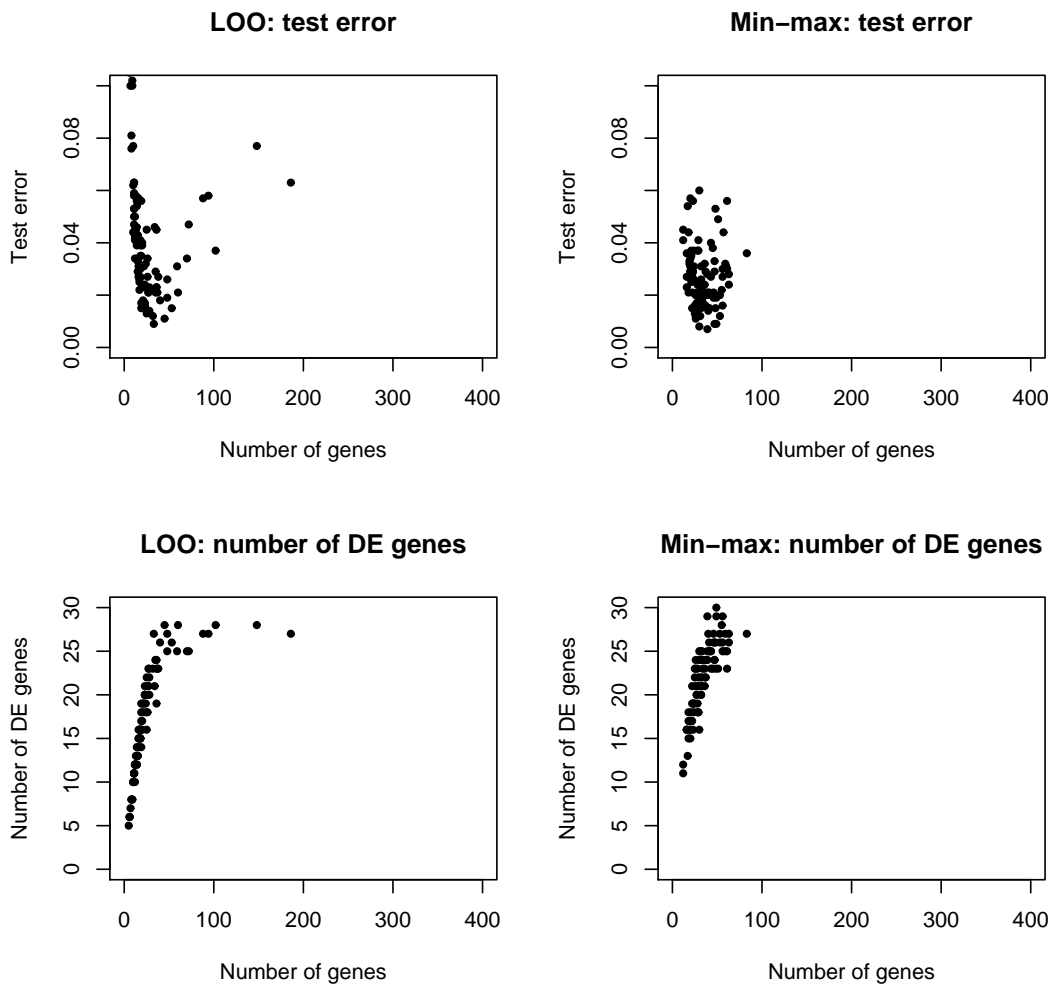 LOO: test error
Test error
0.00 0.04 0.08
0 100 200 300 400
Number of genes
Min−max: test error
Test error
0.00 0.04 0.08
0 100 200 300 400
Number of genes
LOO: number of DE genes
Number of DE genes
0 5 10 15 20 25 30
0 100 200 300 400
Number of genes
Min−max: number of DE genes
Number of DE genes
0 5 10 15 20 25 30
0 100 200 300 400
Number of genes